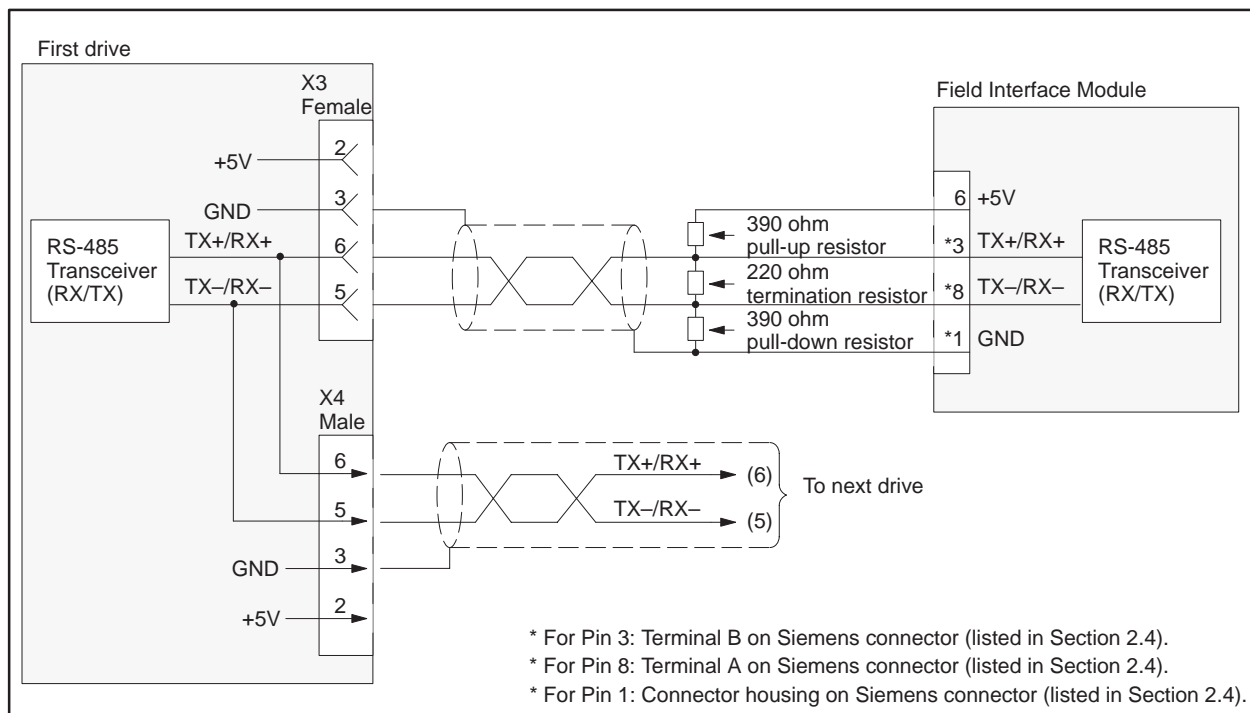 First drive
X3
Female
2
+5V
3
GND
6
TX+/RX+
5
TX–/RX–
RS-485
Transceiver
(RX/TX)
X4
Male
6
5
3
GND
2
+5V
TX+/RX+
(6)
TX–/RX–
(5)
To next drive
390 ohm
pull-up resistor
220 ohm
termination resistor
390 ohm
pull-down resistor
Field Interface Module
6 +5V
*3 TX+/RX+
*8 TX–/RX–
*1 GND
RS-485
Transceiver
(RX/TX)
* For Pin 3: Terminal B on Siemens connector (listed in Section 2.4).
* For Pin 8: Terminal A on Siemens connector (listed in Section 2.4).
* For Pin 1: Connector housing on Siemens connector (listed in Section 2.4).